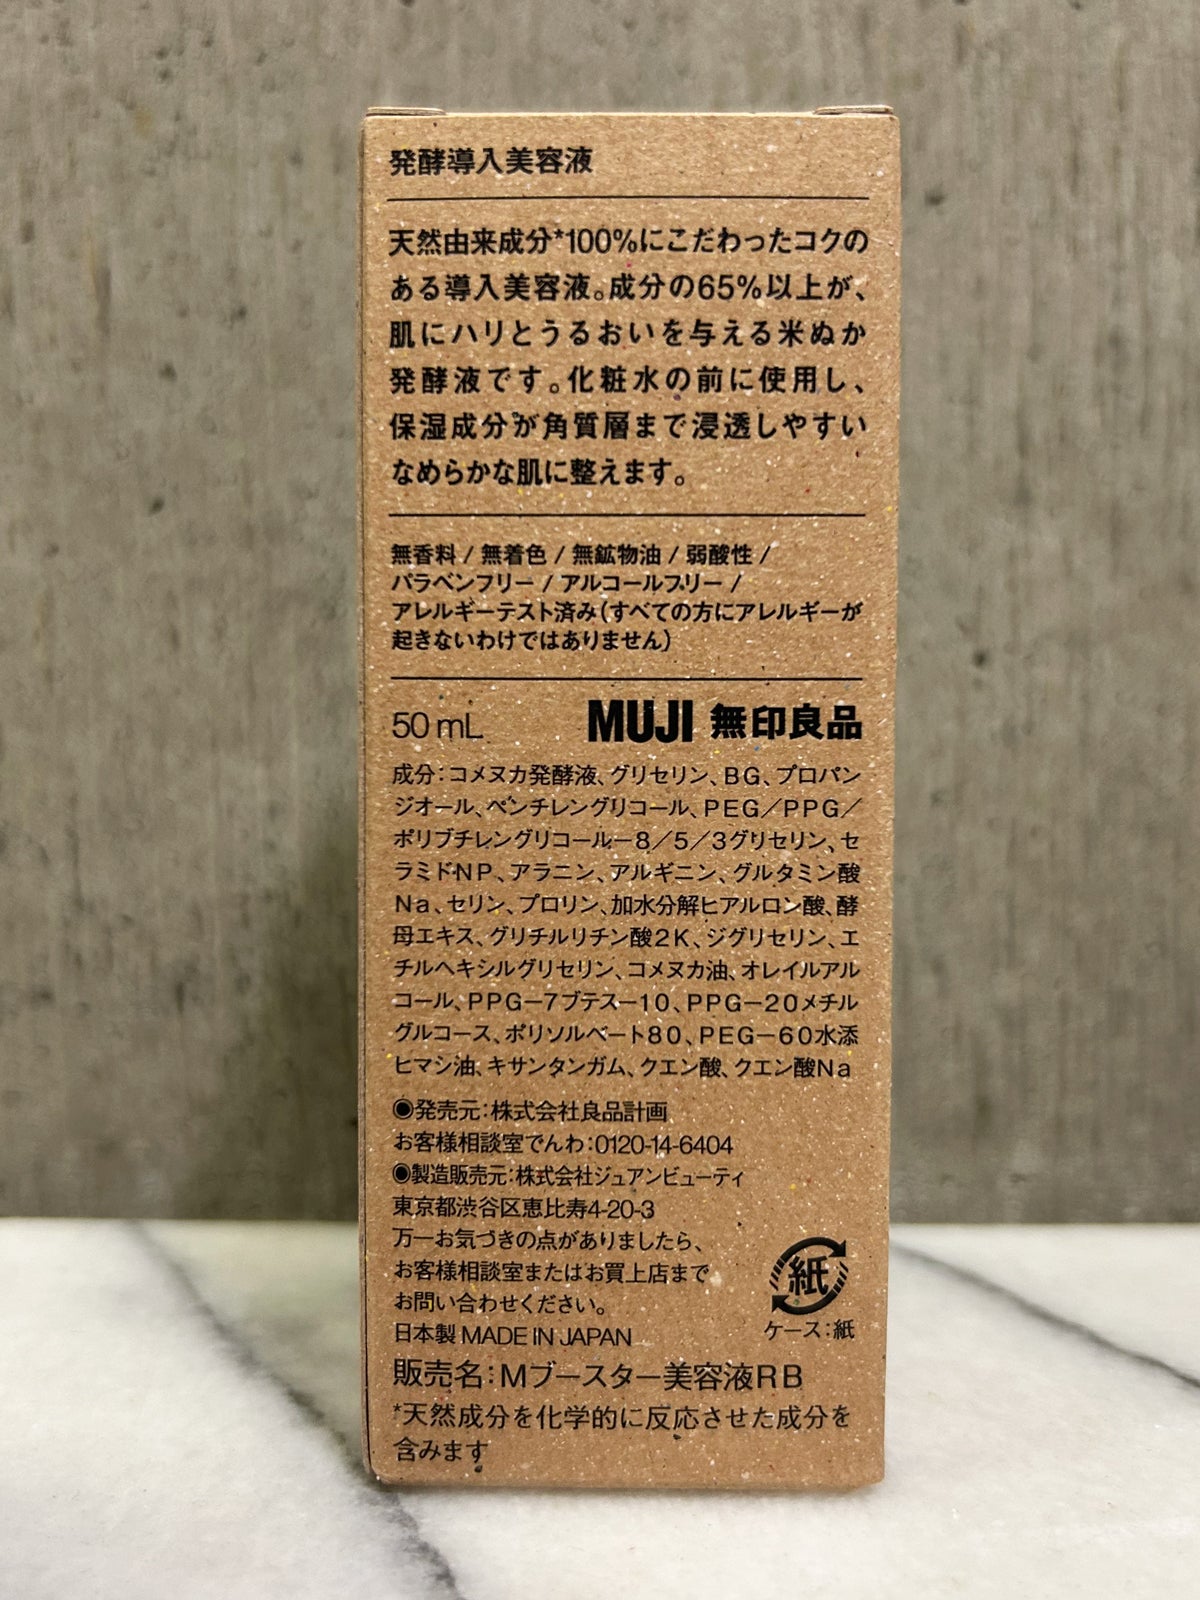 発酵導入美容液
天然由来成分*100%にこだわったコクの
ある導入美容液。成分の65%以上が、
肌にハリとうるおいを与える米ぬか
発酵液です。化粧水の前に使用し、
保湿成分が角質層まで浸透しやすい
なめらかな肌に整えます。
無香料 / 無着色 / 無鉱物油 / 弱酸性 /
パラベンフリー / アルコールフリー /
アレルギーテスト済み(すべての方にアレルギーが
起きないわけではありません)
50 mL MUJI 無印良品
成分:コメヌカ発酵液、グリセリン、BG、プロパン
ジオール、ペンチレングリコール、PEG/PPG/
ポリブチレングリコール－8/5/3グリセリン、セ
ラミドNP、アラニン、アルギニン、グルタミン酸
Na、セリン、プロリン、加水分解ヒアルロン酸、酵
母エキス、グリチルリチン酸2K、ジグリセリン、エ
チルヘキシルグリセリン、コメヌカ油、オレイルアル
コール、PPG－7ブテス－10、PPG－20メチル
グルコース、ポリソルベート80、PEG－60水添
ヒマシ油、キサンタンガム、クエン酸、クエン酸Na
◉発売元:株式会社良品計画
お客様相談室でんわ:0120-14-6404
◉製造販売元:株式会社ジュアンビューティ
東京都渋谷区恵比寿4-20-3
万一お気づきの点がありましたら、
お客様相談室またはお買上店まで
お問い合わせください。
日本製 MADE IN JAPAN
紙
ケース:紙
販売名:Mブースター美容液RB
*天然成分を化学的に反応させた成分を
含みます